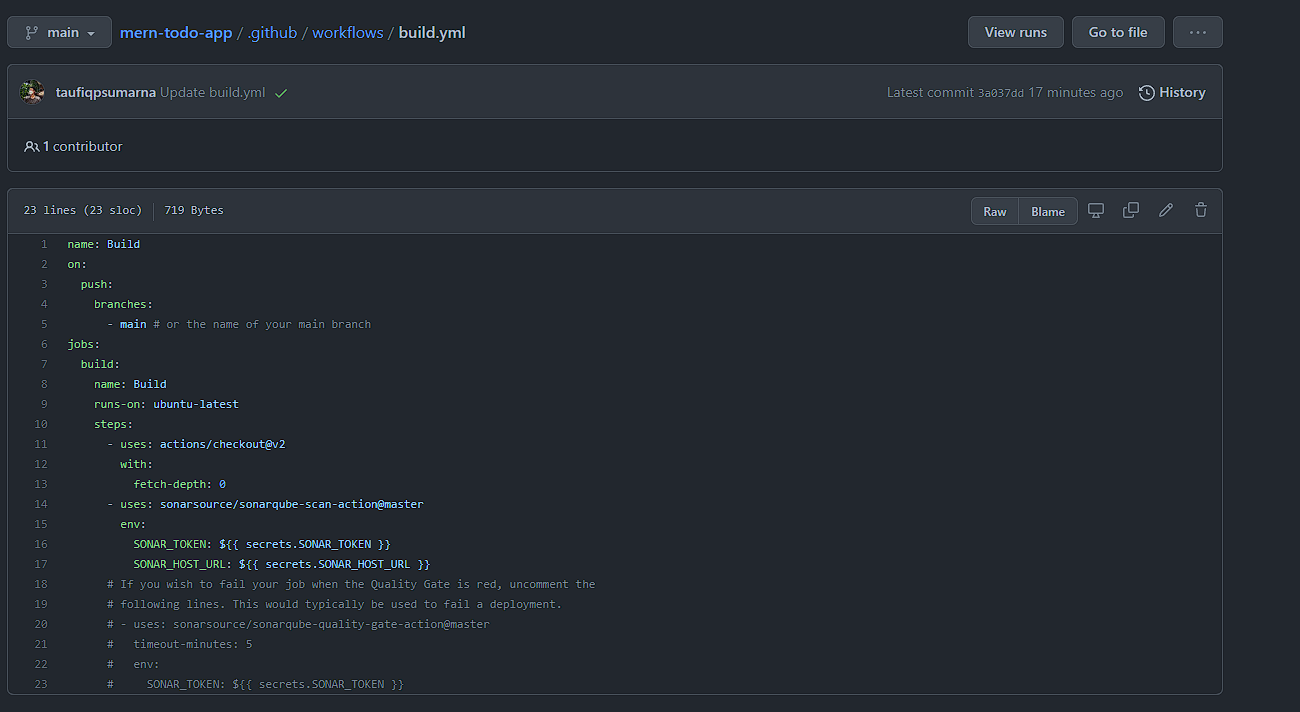 main mern-todo-app / .github / workflows / build.yml View runs Go to file ...
taufiqpsumarna Update build.yml Latest commit 3a037dd 17 minutes ago History
1 contributor
23 lines (23 sloc) 719 Bytes Raw Blame
1 name: Build
2 on:
3   push:
4     branches:
5       - main # or the name of your main branch
6 jobs:
7   build:
8     name: Build
9     runs-on: ubuntu-latest
10     steps:
11       - uses: actions/checkout@v2
12         with:
13           fetch-depth: 0
14       - uses: sonarsource/sonarqube-scan-action@master
15         env:
16           SONAR_TOKEN: ${{ secrets.SONAR_TOKEN }}
17           SONAR_HOST_URL: ${{ secrets.SONAR_HOST_URL }}
18       # If you wish to fail your job when the Quality Gate is red, uncomment the
19       # following lines. This would typically be used to fail a deployment.
20       # - uses: sonarsource/sonarqube-quality-gate-action@master
21       #   timeout-minutes: 5
22       #   env:
23       #     SONAR_TOKEN: ${{ secrets.SONAR_TOKEN }}